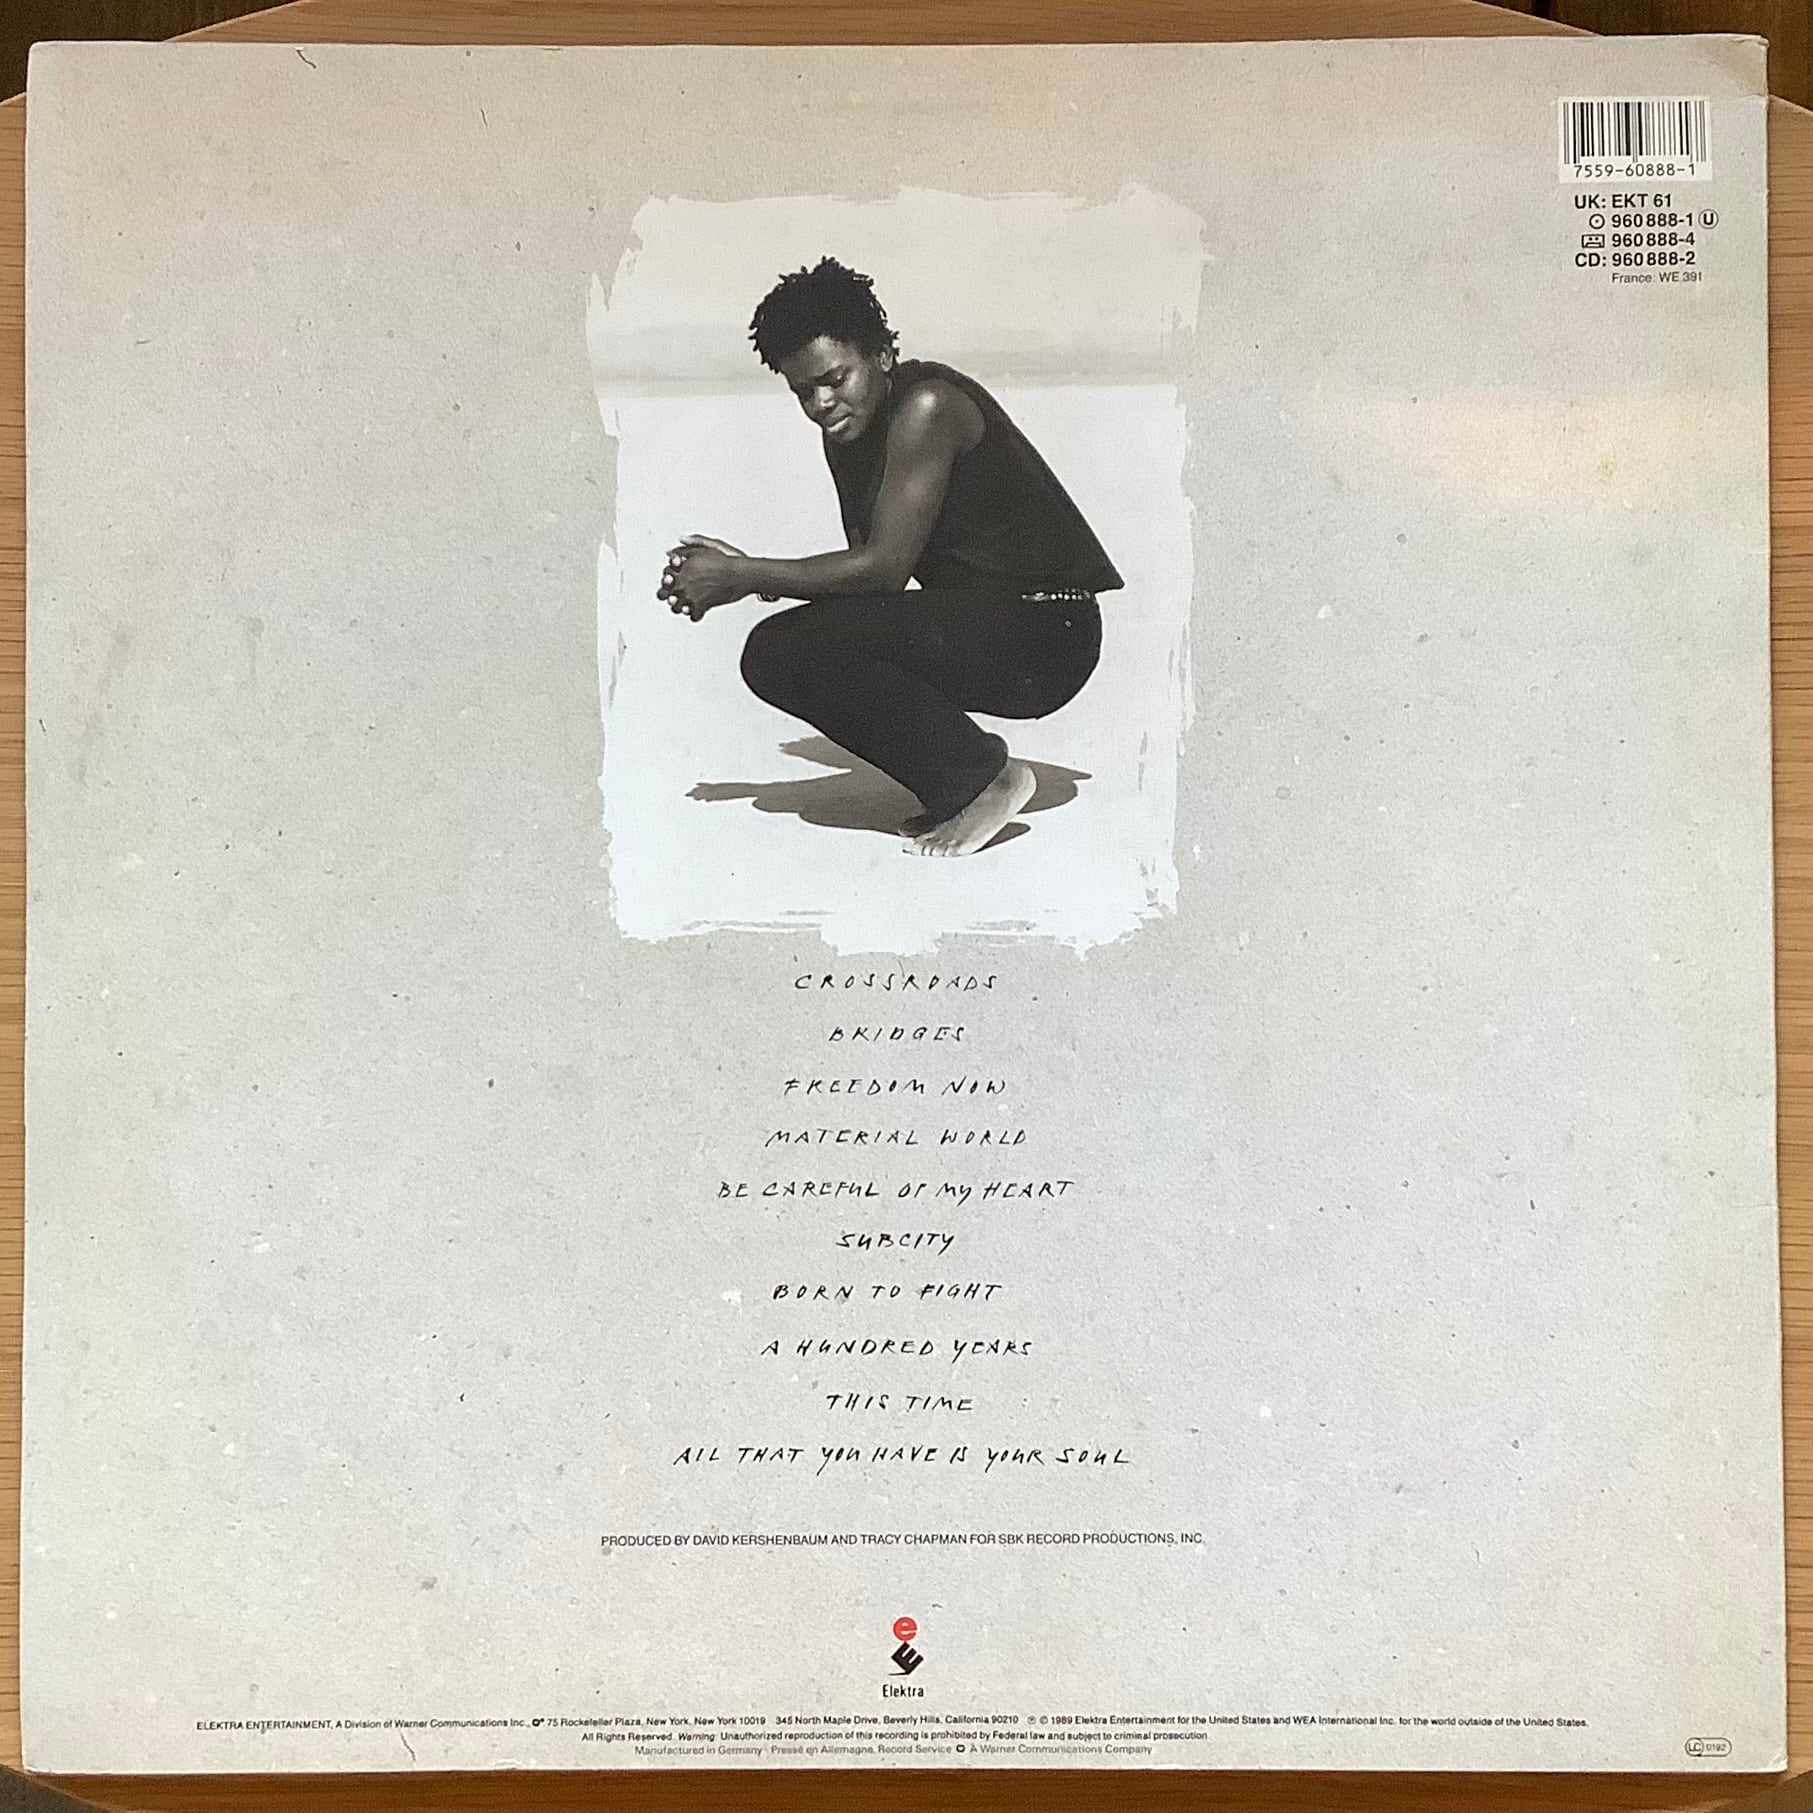 7559-60888-1
UK: EKT 61
960 888-1 U
960 888-4
CD: 960 888-2
France: WE 391
CROSSROADS
BRIDGES
FREEDOM NOW
MATERIAL WORLD
BE CAREFUL OF MY HEART
SUBCITY
BORN TO FIGHT
A HUNDRED YEARS
THIS TIME
ALL THAT YOU HAVE IS YOUR SOUL
PRODUCED BY DAVID KERSHENBAUM AND TRACY CHAPMAN FOR SBK RECORD PRODUCTIONS, INC.
e
E
Elektra
ELEKTRA ENTERTAINMENT, A Division of Warner Communications Inc., 75 Rockefeller Plaza, New York, New York 10019 345 North Maple Drive, Beverly Hills, California 90210 ℗ © 1989 Elektra Entertainment for the United States and WEA International Inc. for the world outside of the United States.
All Rights Reserved. Warning: Unauthorized reproduction of this recording is prohibited by Federal law and subject to criminal prosecution.
Manufactured in Germany · Pressé en Allemagne, Record Service A Warner Communications Company
LC 0192